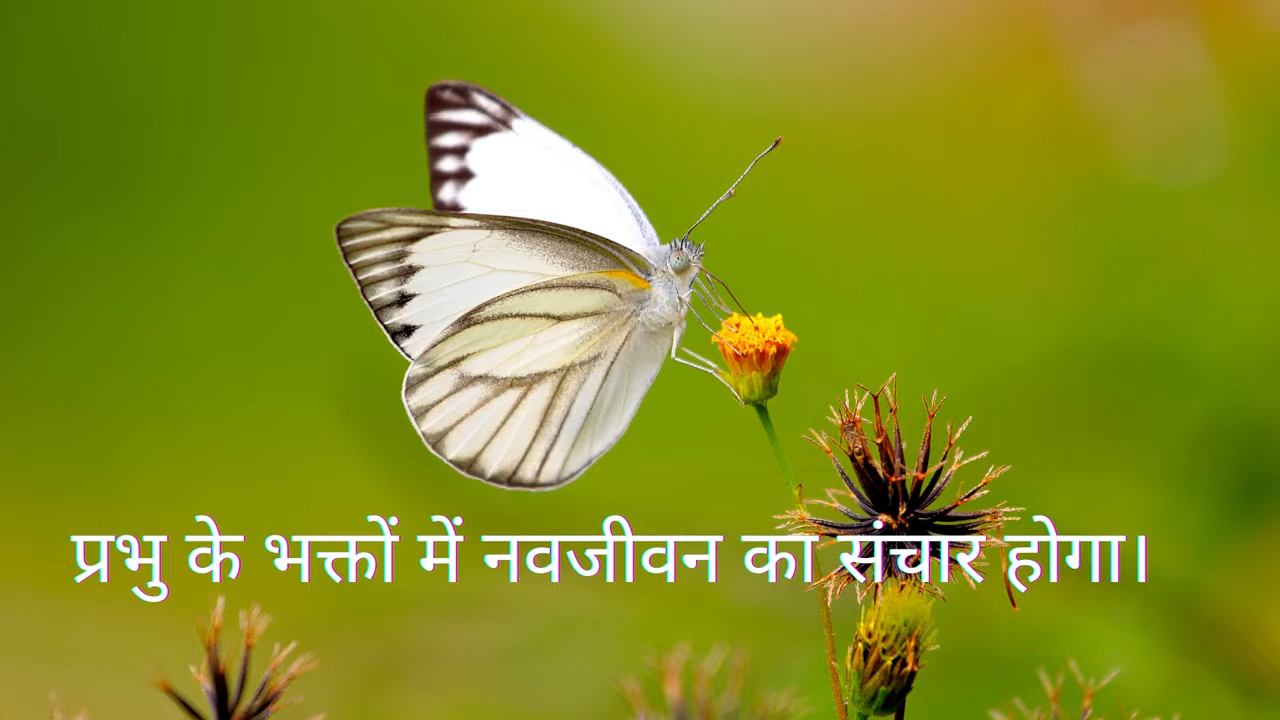 प्रभु के भक्तों में नवजीवन का संचार होगा।